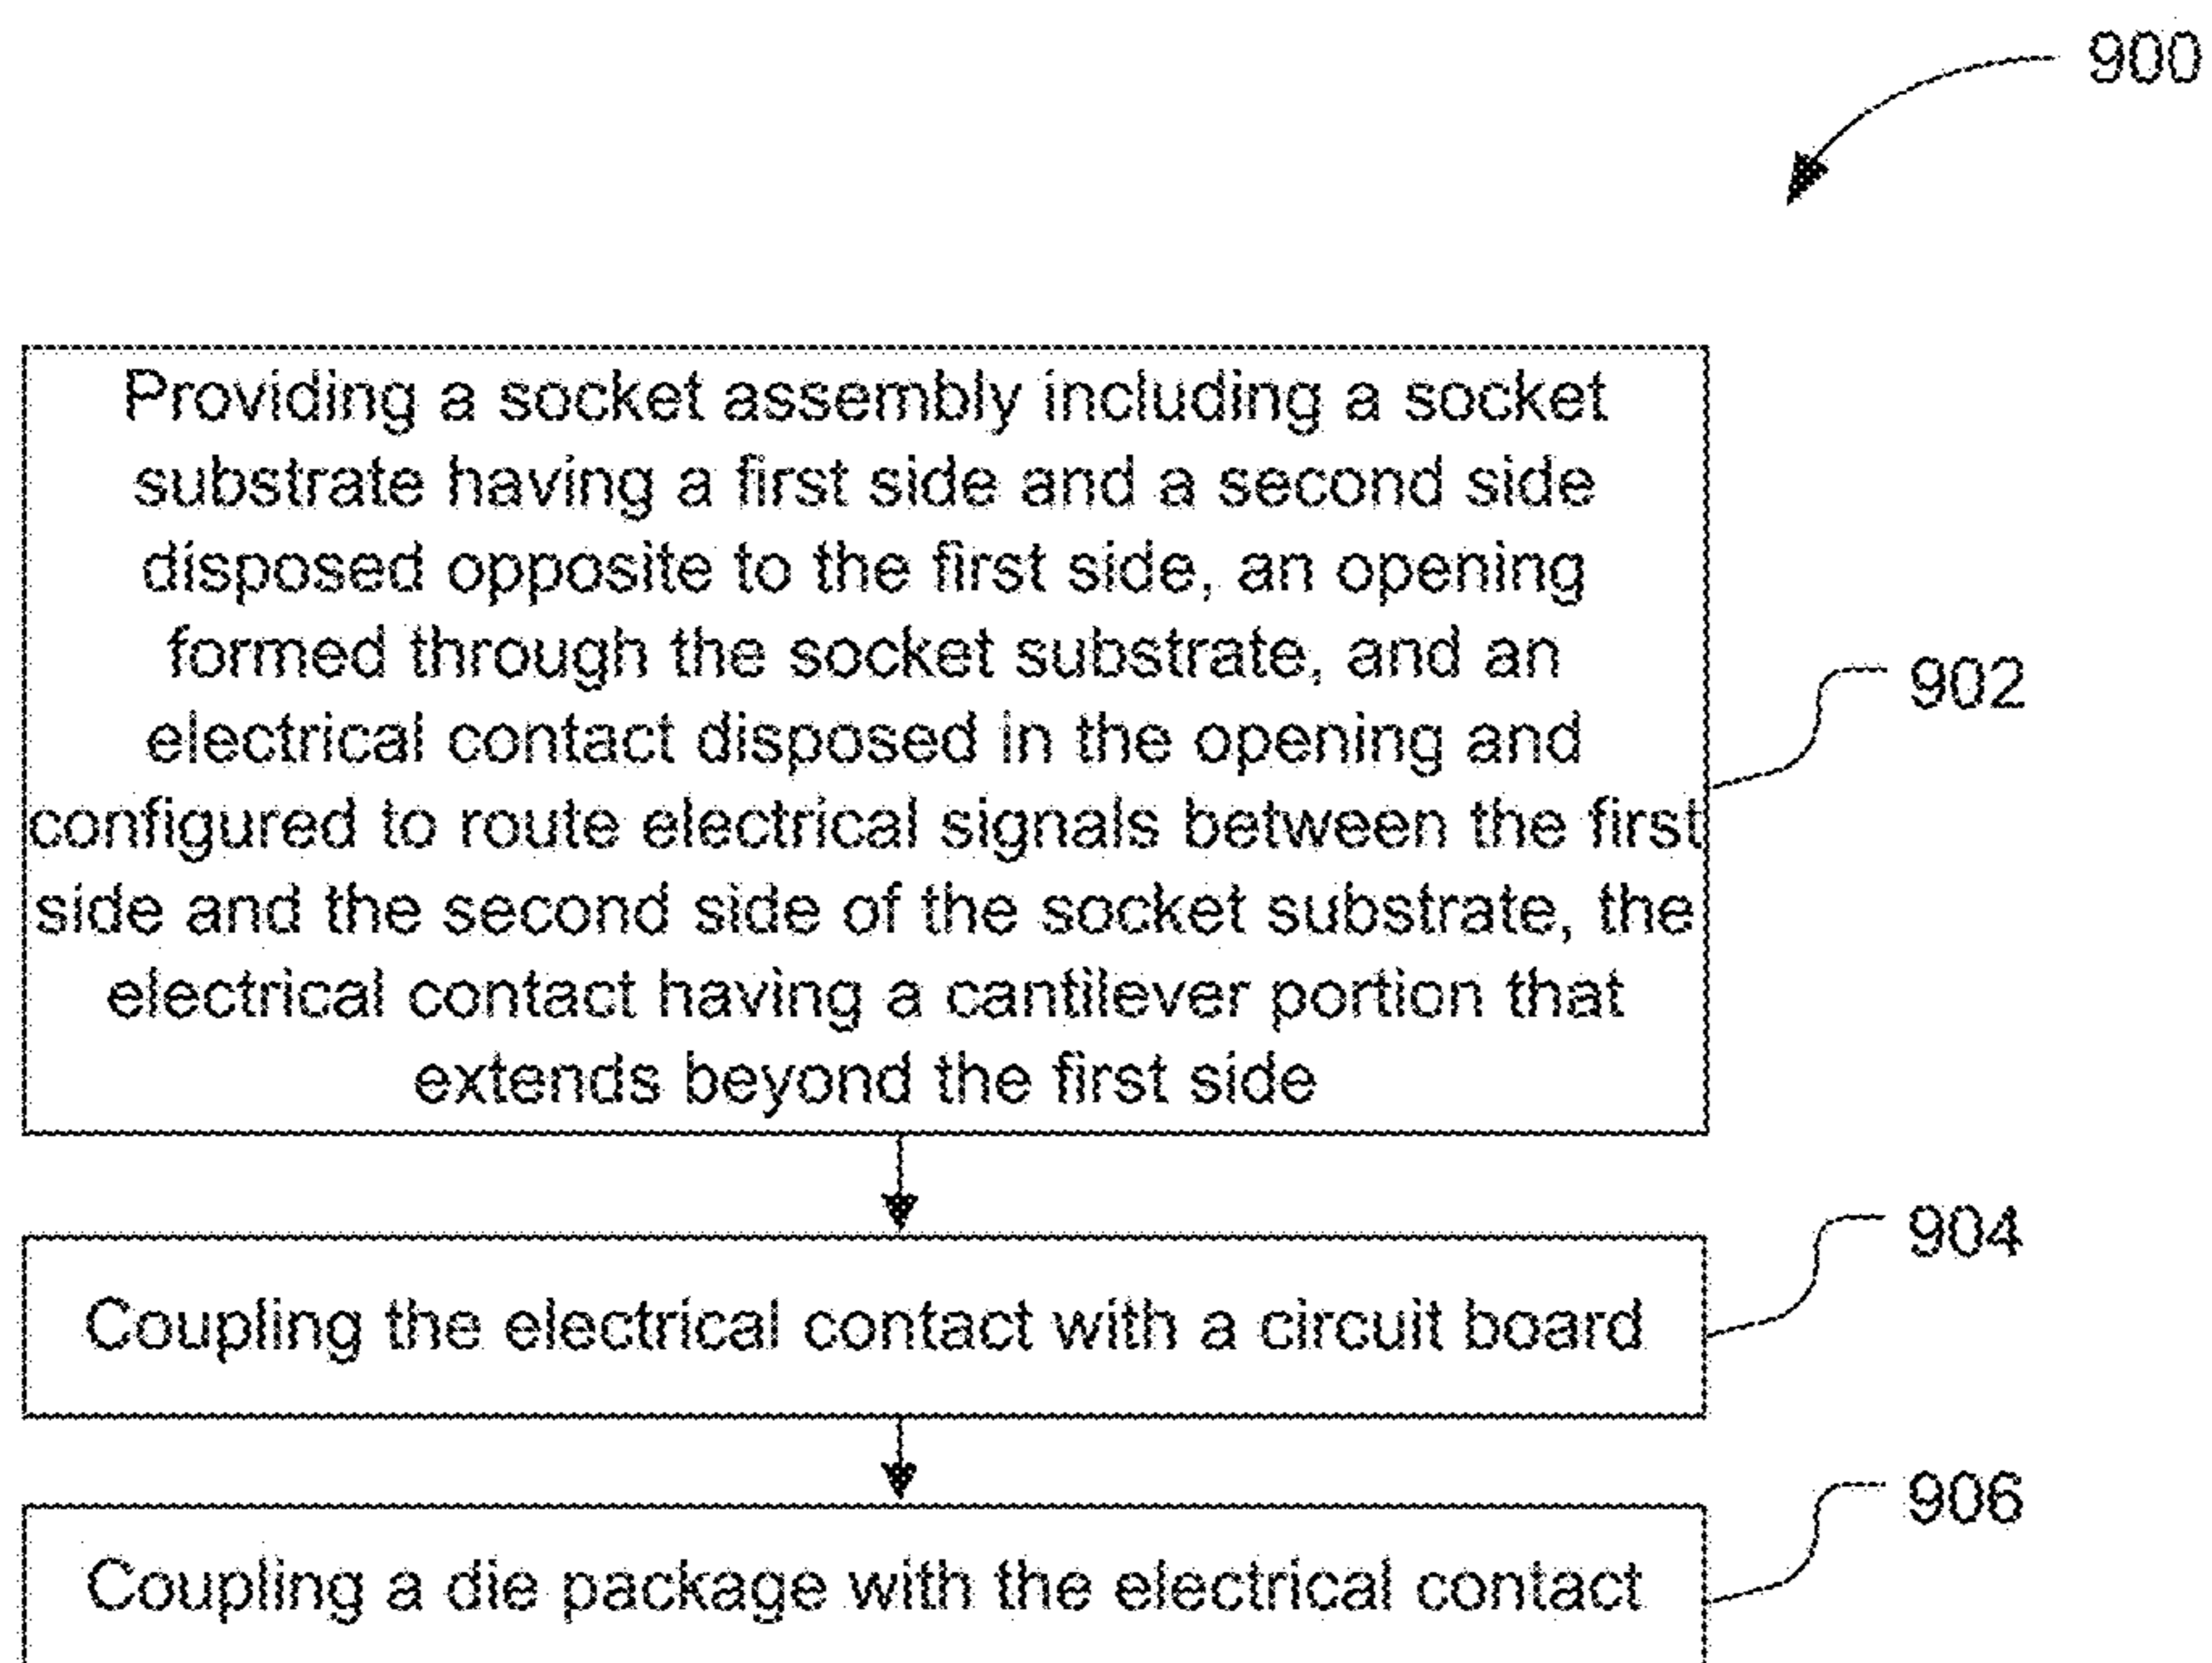 900
Providing a socket assembly including a socket
substrate having a first side and a second side
disposed opposite to the first side, an opening
formed through the socket substrate, and an
electrical contact disposed in the opening and
configured to route electrical signals between the first
side and the second side of the socket substrate, the
electrical contact having a cantilever portion that
extends beyond the first side
902
Coupling the electrical contact with a circuit board
904
Coupling a die package with the electrical contact
906